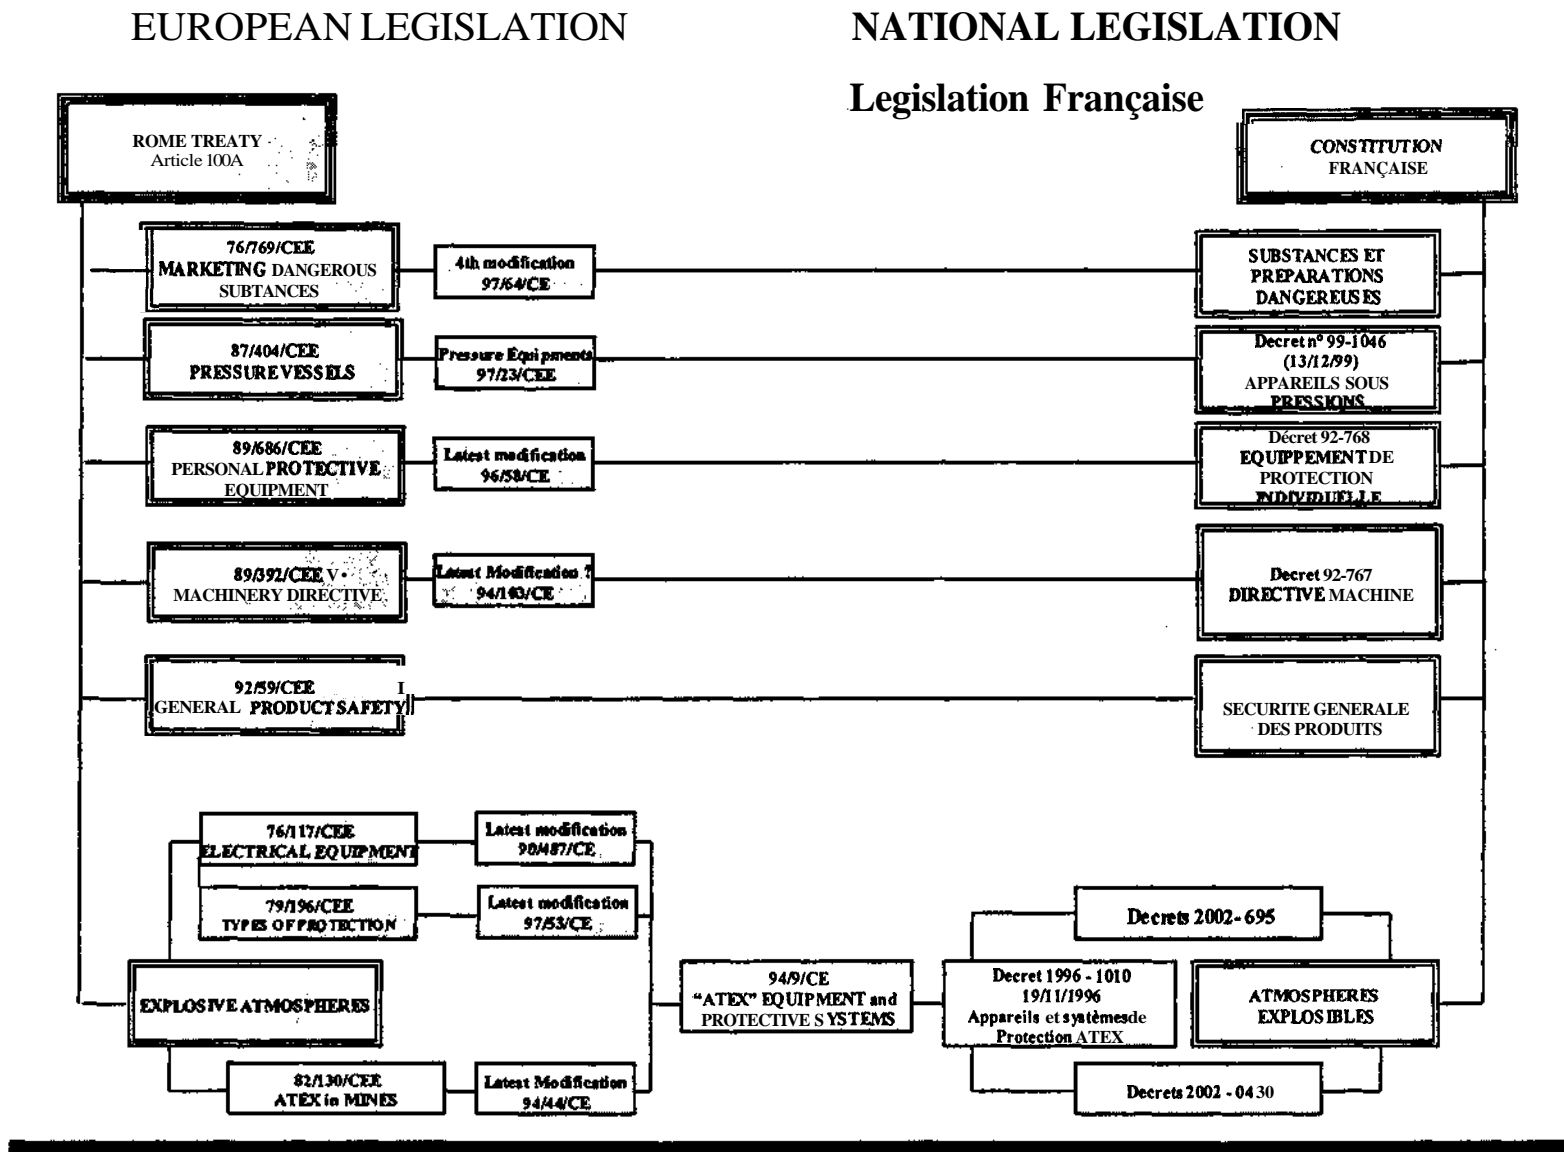 EUROPEAN LEGISLATION
NATIONAL LEGISLATION
Legislation Française
ROME TREATY
Article 100A
CONSTITUTION
FRANÇAISE
76/769/CEE
MARKETING DANGEROUS
SUBTANCES
4th modification
97/64/CE
SUBSTANCES ET
PREPARATIONS
DANGEREUSES
87/404/CEE
PRESSURE VESSELS
Pressure Equipments
97/23/CEE
Decret nº 99-1046
(13/12/99)
APPAREILS SOUS
PRESSIONS
89/686/CEE
PERSONAL PROTECTIVE
EQUIPMENT
Latest modification
96/58/CE
Décret 92-768
EQUIPPEMENT DE
PROTECTION
INDIVIDUELLE
89/392/CEE V •
MACHINERY DIRECTIVE
Latest Modification ?
Decret 92-767
DIRECTIVE MACHINE
92/59/CEE I
GENERAL PRODUCT SAFETY
SECURITE GENERALE
DES PRODUITS
76/117/CEE
ELECTRICAL EQUIPMENT
Latest modification
90/487/CE
79/196/CEE
TYPES OF PROTECTION
Latest modification
97/53/CE
EXPLOSIVE ATMOSPHERES
82/130/CEE
ATEX in MINES
Latest Modification
94/44/CE
94/9/CE
"ATEX" EQUIPMENT and
PROTECTIVE SYSTEMS
Decrets 2002-695
Decret 1996 - 1010
19/11/1996
Appareils et systèmes de
Protection ATEX
ATMOSPHERES
EXPLOSIBLES
Decrets 2002 - 0430